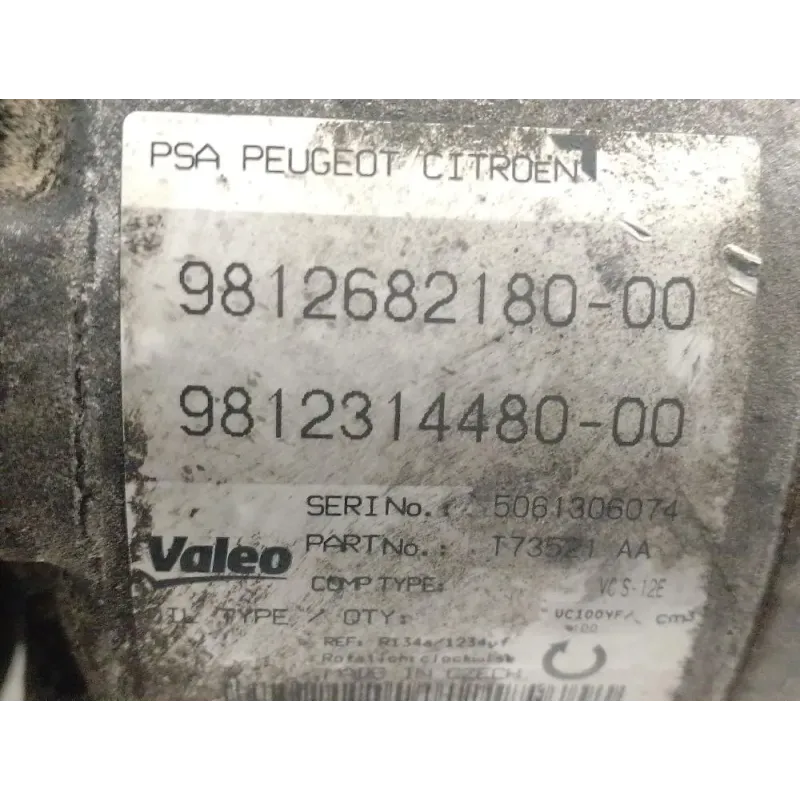 PSA PEUGEOT CITROEN
9812682180-00
9812314480-00
SERI No.: 5061306074
Valeo
PART No.: T73521 AA
COMP TYPE: VCS-12E
OIL TYPE / QTY: VC100YF/ cm3
REF: R134a/1234yf
Rotation: clockwise
MADE IN CZECH.